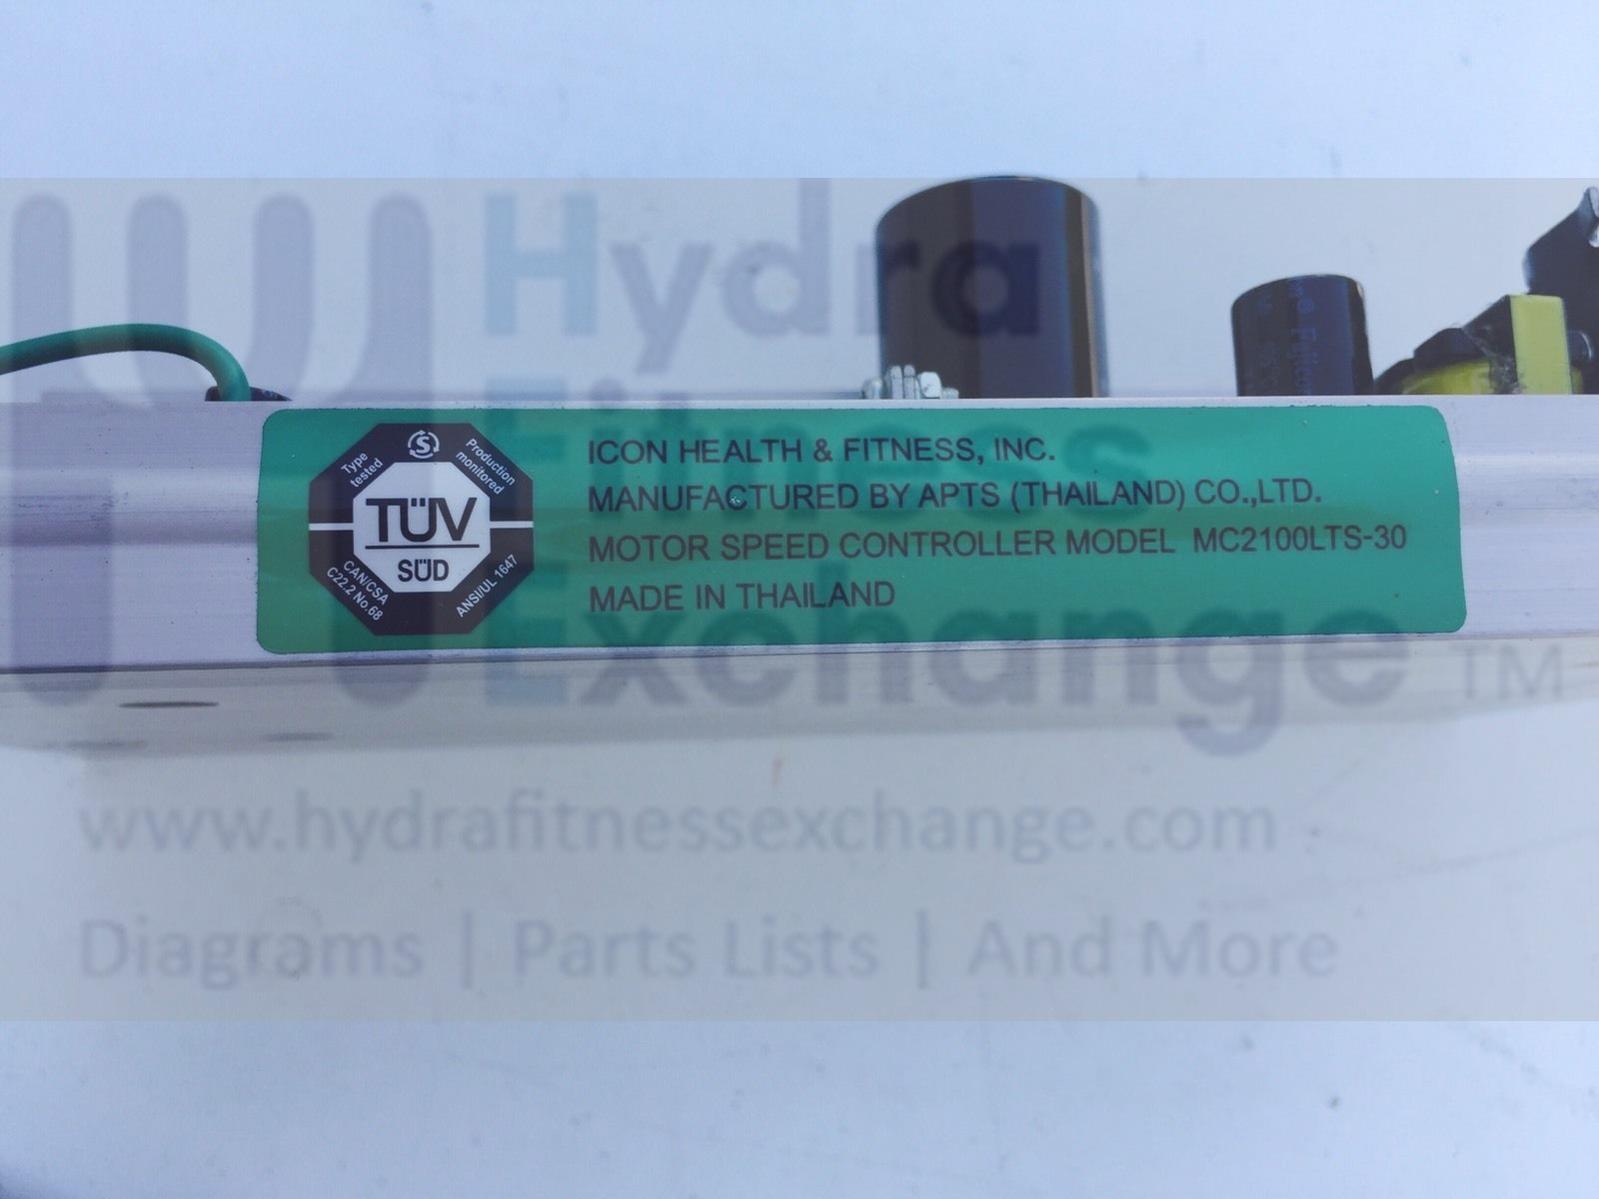 Hydra
Fitness
Exchange TM
Type
tested
S
Production
monitored
TÜV
SÜD
CAN/CSA
C22.2 No.68
ANSI/UL 1647
ICON HEALTH & FITNESS, INC.
MANUFACTURED BY APTS (THAILAND) CO.,LTD.
MOTOR SPEED CONTROLLER MODEL MC2100LTS-30
MADE IN THAILAND
www.hydrafitnessexchange.com
Diagrams | Parts Lists | And More